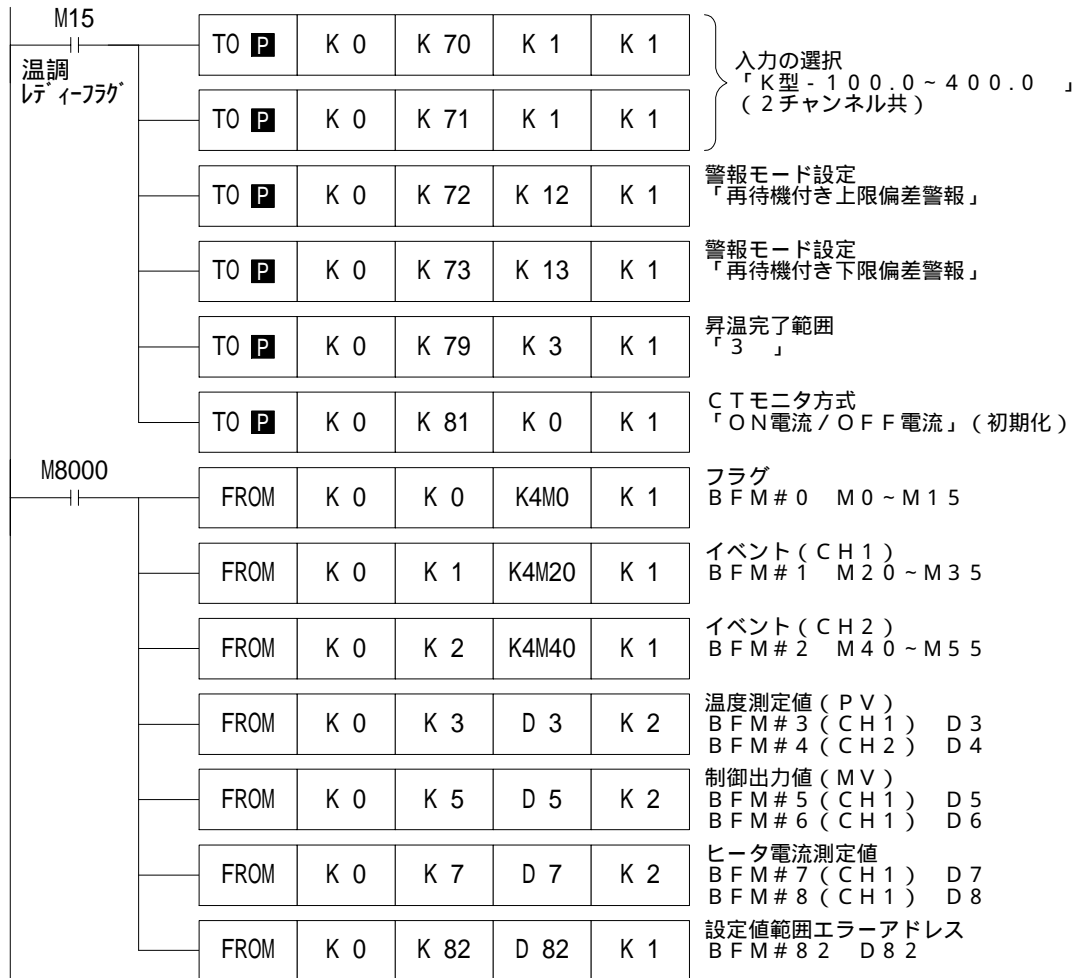 M15
温調
ﾚﾃﾞｨｰﾌﾗｸﾞ
TO P K 0 K 70 K 1 K 1
入力の選択
「K型-100.0~400.0 」
(2チャンネル共)
TO P K 0 K 71 K 1 K 1
TO P K 0 K 72 K 12 K 1
警報モード設定
「再待機付き上限偏差警報」
TO P K 0 K 73 K 13 K 1
警報モード設定
「再待機付き下限偏差警報」
TO P K 0 K 79 K 3 K 1
昇温完了範囲
「3 」
TO P K 0 K 81 K 0 K 1
CTモニタ方式
「ON電流/OFF電流」(初期化)
M8000
FROM K 0 K 0 K4M0 K 1
フラグ
BFM#0 M0~M15
FROM K 0 K 1 K4M20 K 1
イベント(CH1)
BFM#1 M20~M35
FROM K 0 K 2 K4M40 K 1
イベント(CH2)
BFM#2 M40~M55
FROM K 0 K 3 D 3 K 2
温度測定値(PV)
BFM#3(CH1) D3
BFM#4(CH2) D4
FROM K 0 K 5 D 5 K 2
制御出力値(MV)
BFM#5(CH1) D5
BFM#6(CH1) D6
FROM K 0 K 7 D 7 K 2
ヒータ電流測定値
BFM#7(CH1) D7
BFM#8(CH1) D8
FROM K 0 K 82 D 82 K 1
設定値範囲エラーアドレス
BFM#82 D82